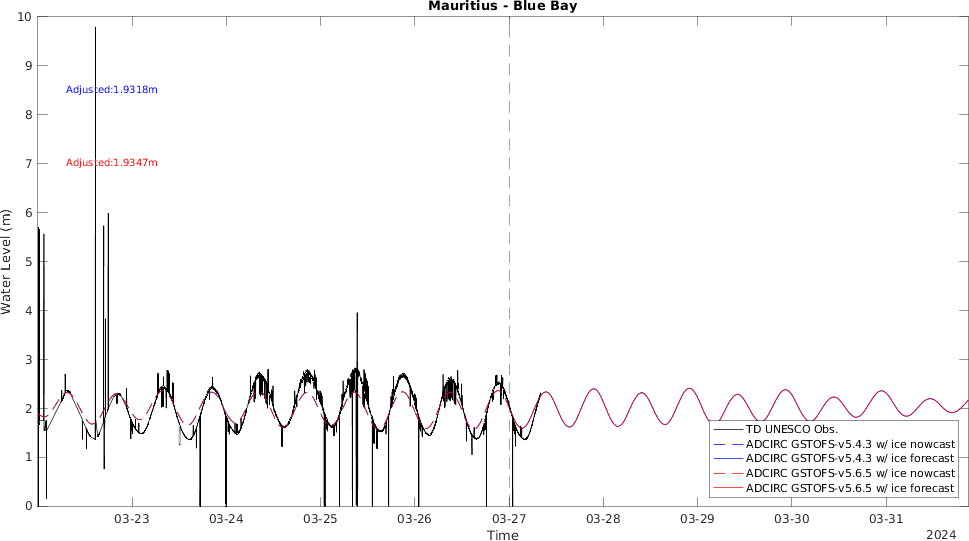 Mauritius - Blue Bay
10
9
8
7
6
5
4
3
2
1
0
Water Level (m)
Adjusted:1.9318m
Adjusted:1.9347m
TD UNESCO Obs.
ADCIRC GSTOFS-v5.4.3 w/ ice nowcast
ADCIRC GSTOFS-v5.4.3 w/ ice forecast
ADCIRC GSTOFS-v5.6.5 w/ ice nowcast
ADCIRC GSTOFS-v5.6.5 w/ ice forecast
03-23 03-24 03-25 03-26 03-27 03-28 03-29 03-30 03-31
Time
2024